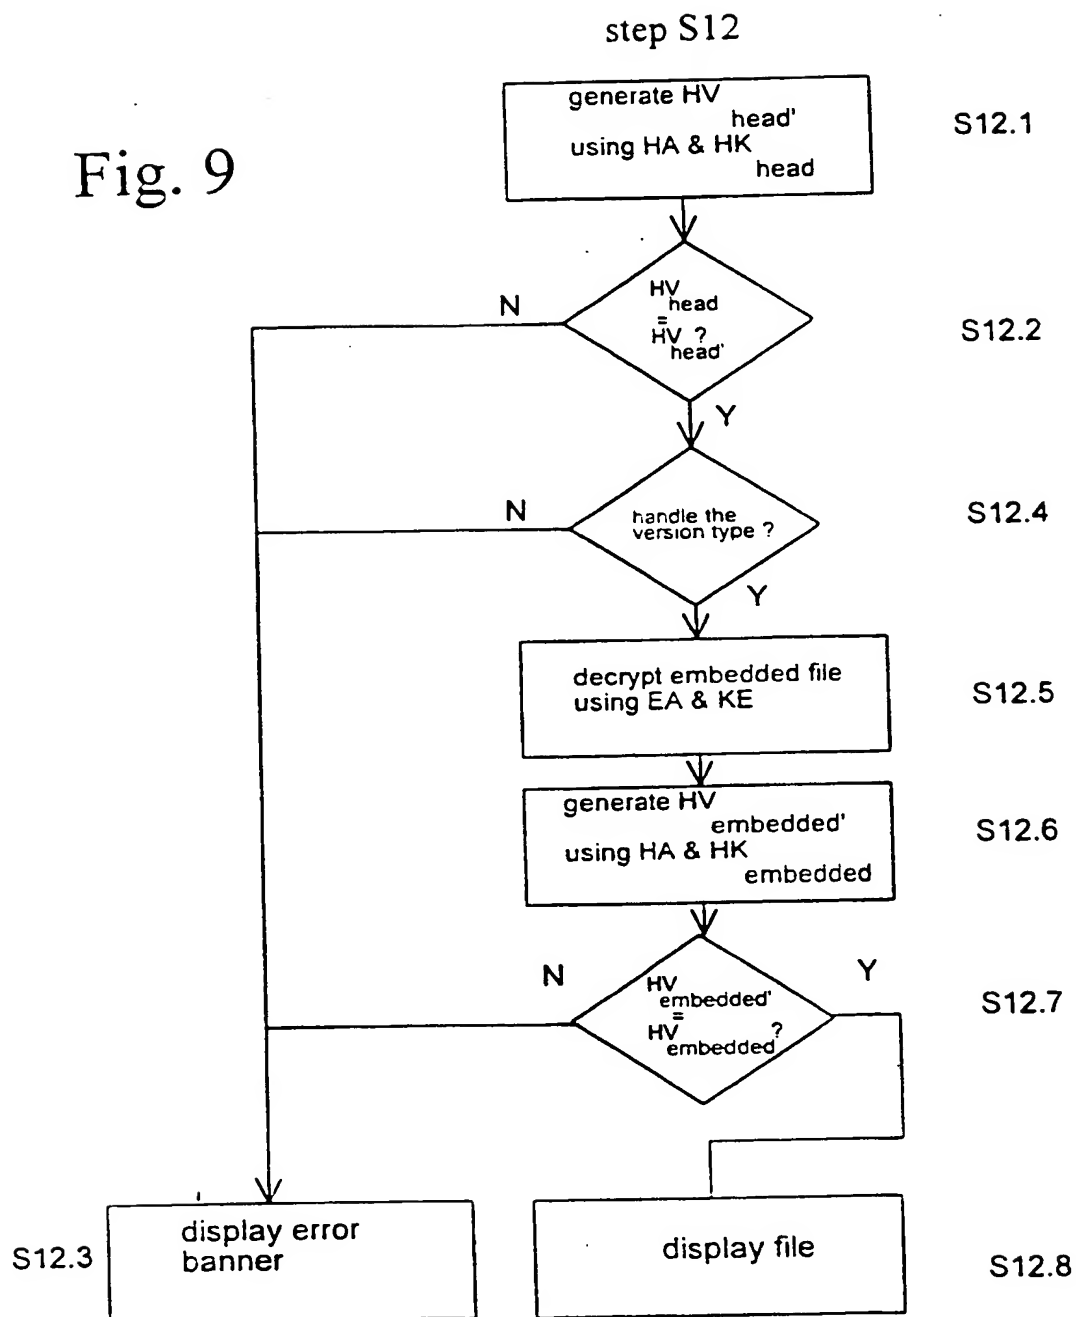 step S12
Fig. 9
generate HV
head'
using HA & HK
head
S12.1
N
HV
head
=
HV ?
head'
S12.2
Y
N
handle the
version type ?
S12.4
Y
decrypt embedded file
using EA & KE
S12.5
generate HV
embedded'
using HA & HK
embedded
S12.6
N
HV
embedded'
=
HV ?
embedded
Y
S12.7
S12.3
display error
banner
display file
S12.8